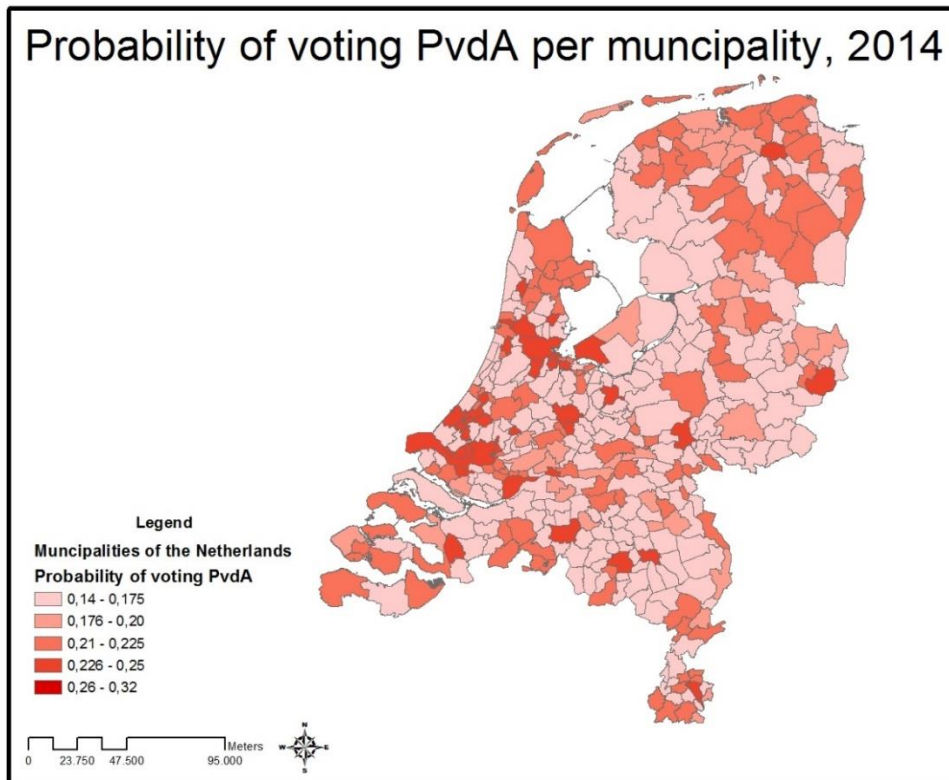 Probability of voting PvdA per muncipality, 2014
Legend
Muncipalities of the Netherlands
Probability of voting PvdA
0,14 - 0,175
0,176 - 0,20
0,21 - 0,225
0,226 - 0,25
0,26 - 0,32
Meters
0 23.750 47.500 95.000
N
W E
S